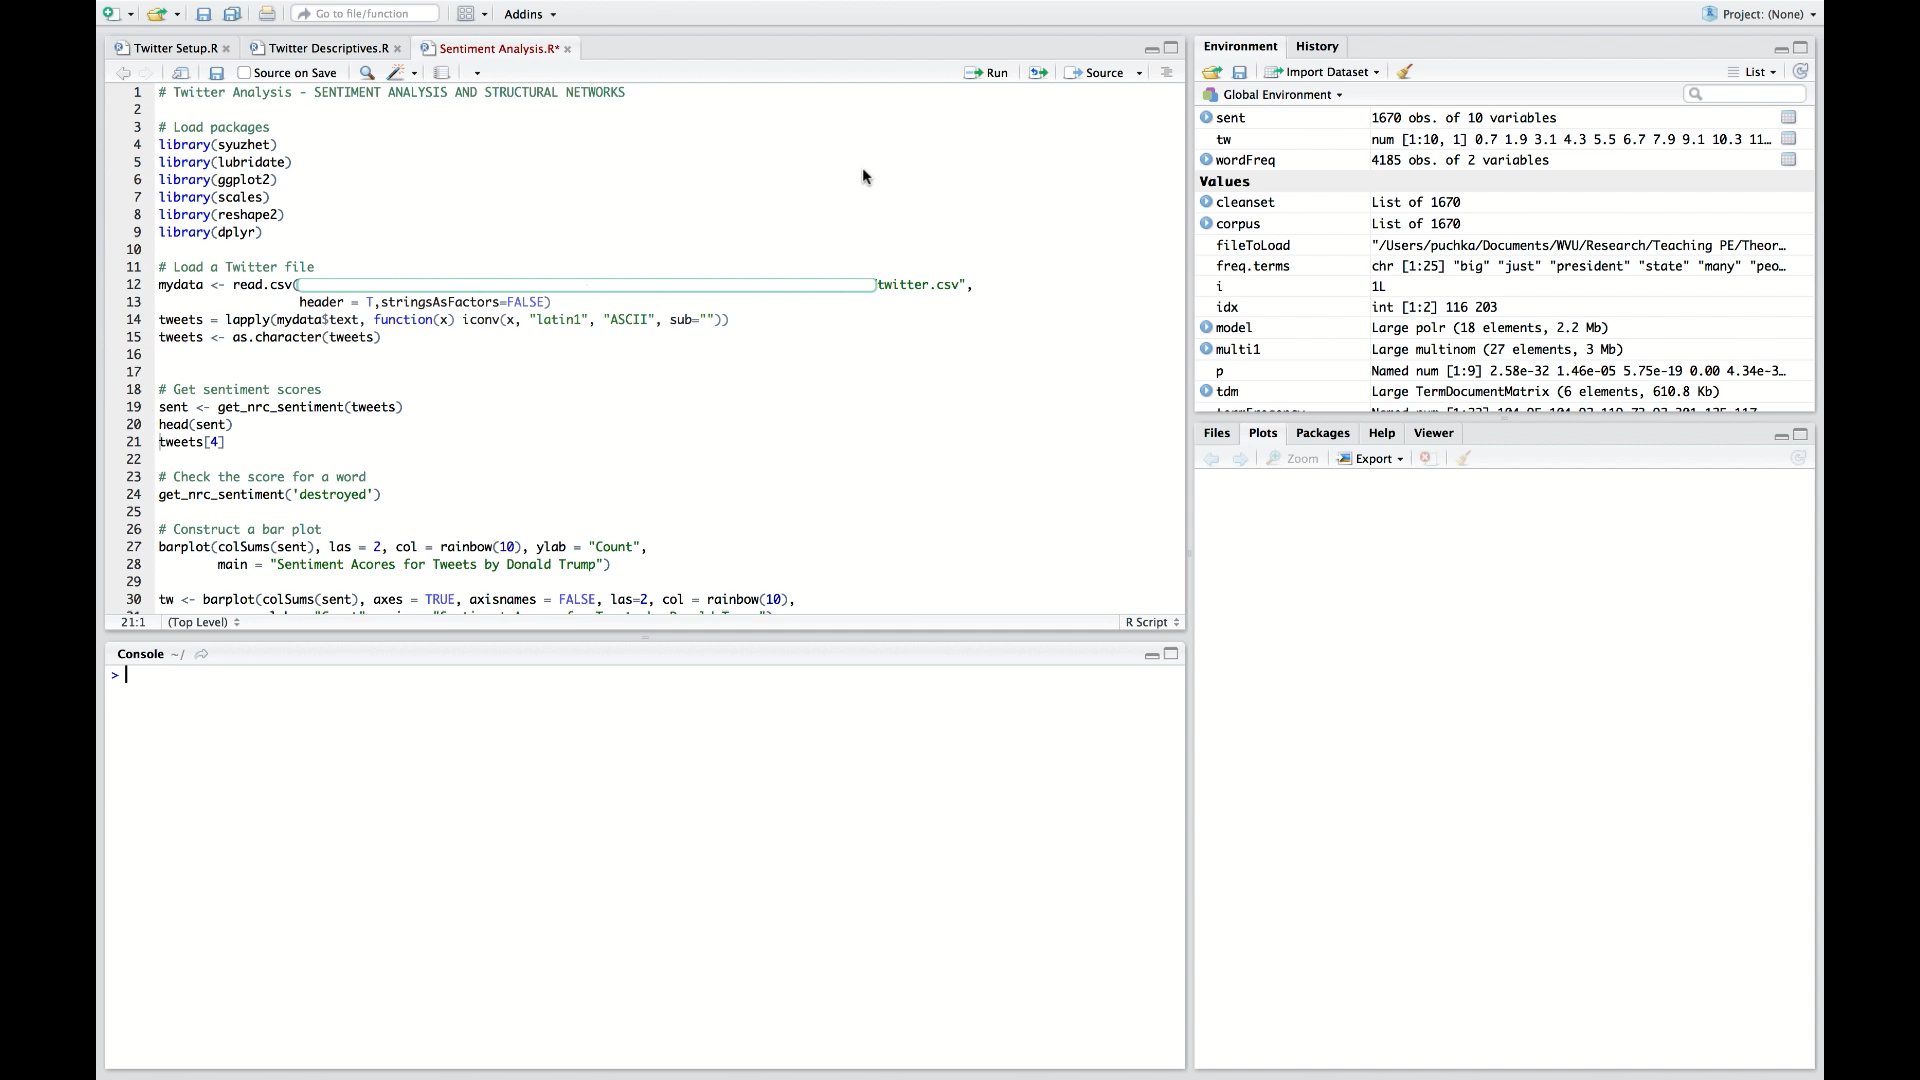 Go to file/function
Addins
Project: (None)
Twitter Setup.R
Twitter Descriptives.R
Sentiment Analysis.R*
Source on Save
Run
Source
1 # Twitter Analysis - SENTIMENT ANALYSIS AND STRUCTURAL NETWORKS
2
3 # Load packages
4 library(syuzhet)
5 library(lubridate)
6 library(ggplot2)
7 library(scales)
8 library(reshape2)
9 library(dplyr)
10
11 # Load a Twitter file
12 mydata <- read.csv( twitter.csv",
13 header = T,stringsAsFactors=FALSE)
14 tweets = lapply(mydata$text, function(x) iconv(x, "latin1", "ASCII", sub=""))
15 tweets <- as.character(tweets)
16
17
18 # Get sentiment scores
19 sent <- get_nrc_sentiment(tweets)
20 head(sent)
21 tweets[4]
22
23 # Check the score for a word
24 get_nrc_sentiment('destroyed')
25
26 # Construct a bar plot
27 barplot(colSums(sent), las = 2, col = rainbow(10), ylab = "Count",
28 main = "Sentiment Acores for Tweets by Donald Trump")
29
30 tw <- barplot(colSums(sent), axes = TRUE, axisnames = FALSE, las=2, col = rainbow(10),
21:1 (Top Level) R Script
Console ~/
>
Environment History
Import Dataset List
Global Environment
sent 1670 obs. of 10 variables
tw num [1:10, 1] 0.7 1.9 3.1 4.3 5.5 6.7 7.9 9.1 10.3 11…
wordFreq 4185 obs. of 2 variables
Values
cleanset List of 1670
corpus List of 1670
fileToLoad "/Users/puchka/Documents/WVU/Research/Teaching PE/Theor…
freq.terms chr [1:25] "big" "just" "president" "state" "many" "peo…
i 1L
idx int [1:2] 116 203
model Large polr (18 elements, 2.2 Mb)
multi1 Large multinom (27 elements, 3 Mb)
p Named num [1:9] 2.58e-32 1.46e-05 5.75e-19 0.00 4.34e-3…
tdm Large TermDocumentMatrix (6 elements, 610.8 Kb)
Files Plots Packages Help Viewer
Zoom Export